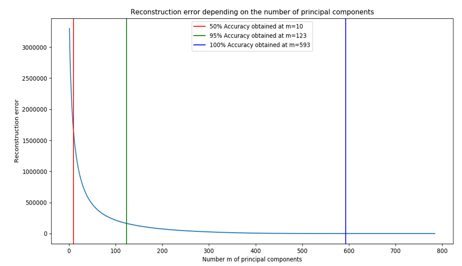 Reconstruction error depending on the number of principal components
50% Accuracy obtained at m=10
95% Accuracy obtained at m=123
100% Accuracy obtained at m=593
3000000
2500000
2000000
1500000
1000000
500000
0
Reconstruction error
0 100 200 300 400 500 600 700 800
Number m of principal components